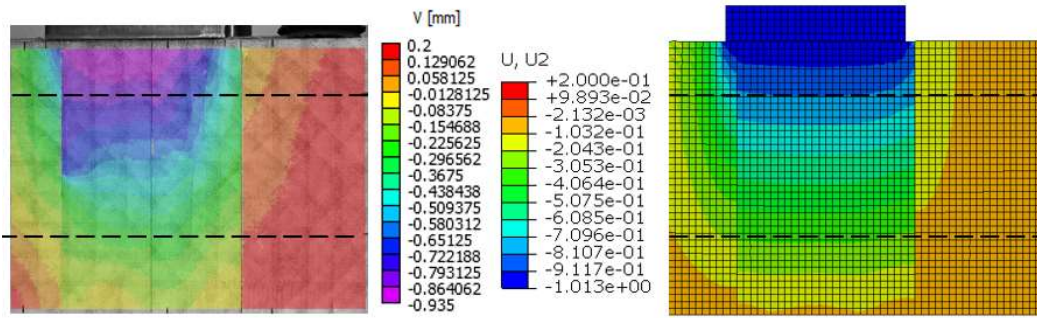 V [mm]
0.2
0.129062
0.058125
-0.0128125
-0.08375
-0.154688
-0.225625
-0.296562
-0.3675
-0.438438
-0.509375
-0.580312
-0.65125
-0.722188
-0.793125
-0.864062
-0.935
U, U2
+2.000e-01
+9.893e-02
-2.132e-03
-1.032e-01
-2.043e-01
-3.053e-01
-4.064e-01
-5.075e-01
-6.085e-01
-7.096e-01
-8.107e-01
-9.117e-01
-1.013e+00